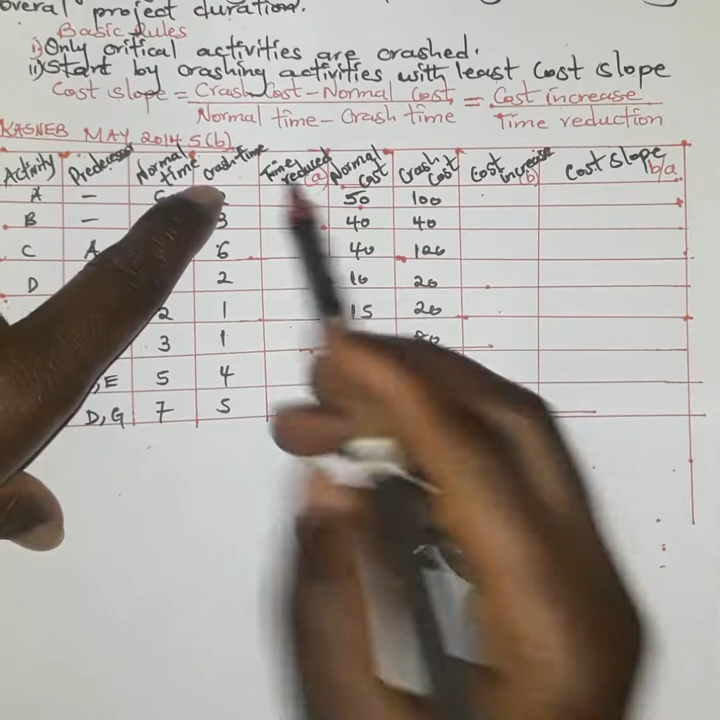 overal project duration.
Basic Rules
i) Only critical activities are crashed.
ii) Start by crashing activities with least cost slope
Cost slope = Crash Cost - Normal Cost = Cost increase
Normal time - Crash time Time reduction
KASNEB MAY 2014 5(b)
Activity Predecessor Normal time Crash-Time Time reduced (a) Normal Cost Crash Cost Cost increase (b) Cost slope b/a
A - 50 100
B - 3 40 40
C A 6 40 120
D 2 10 20
2 1 15 20
3 1
E 5 4
D, G 7 5